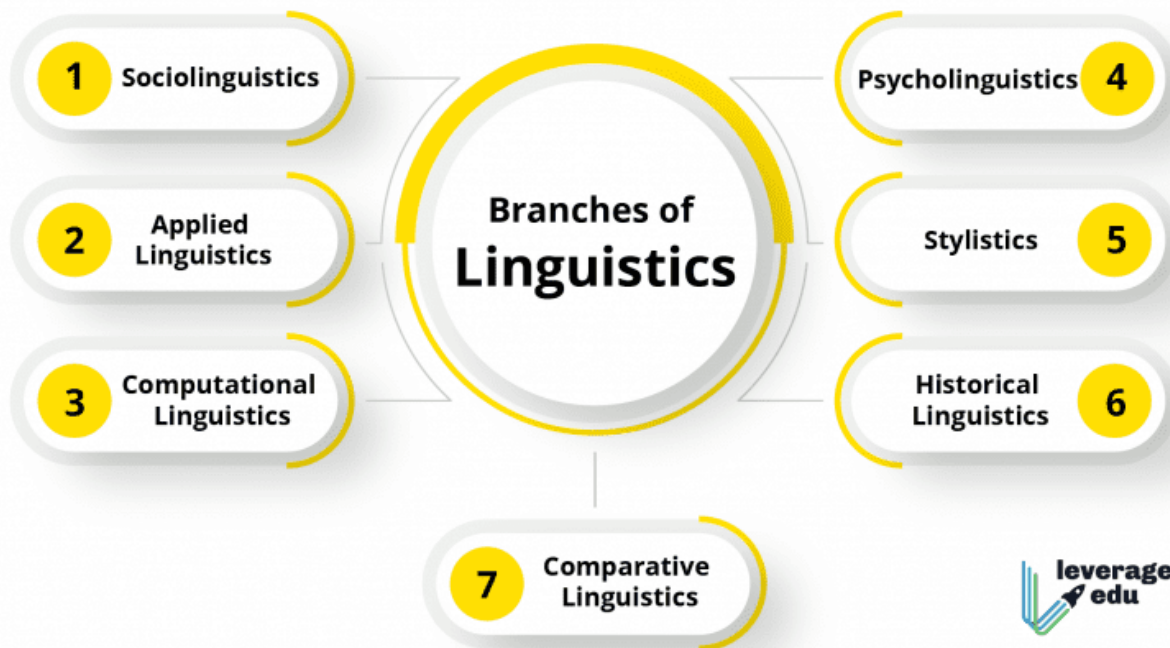 Branches of
Linguistics
1
Sociolinguistics
2
Applied
Linguistics
3
Computational
Linguistics
Psycholinguistics
4
Stylistics
5
Historical
Linguistics
6
7
Comparative
Linguistics
leverage
edu